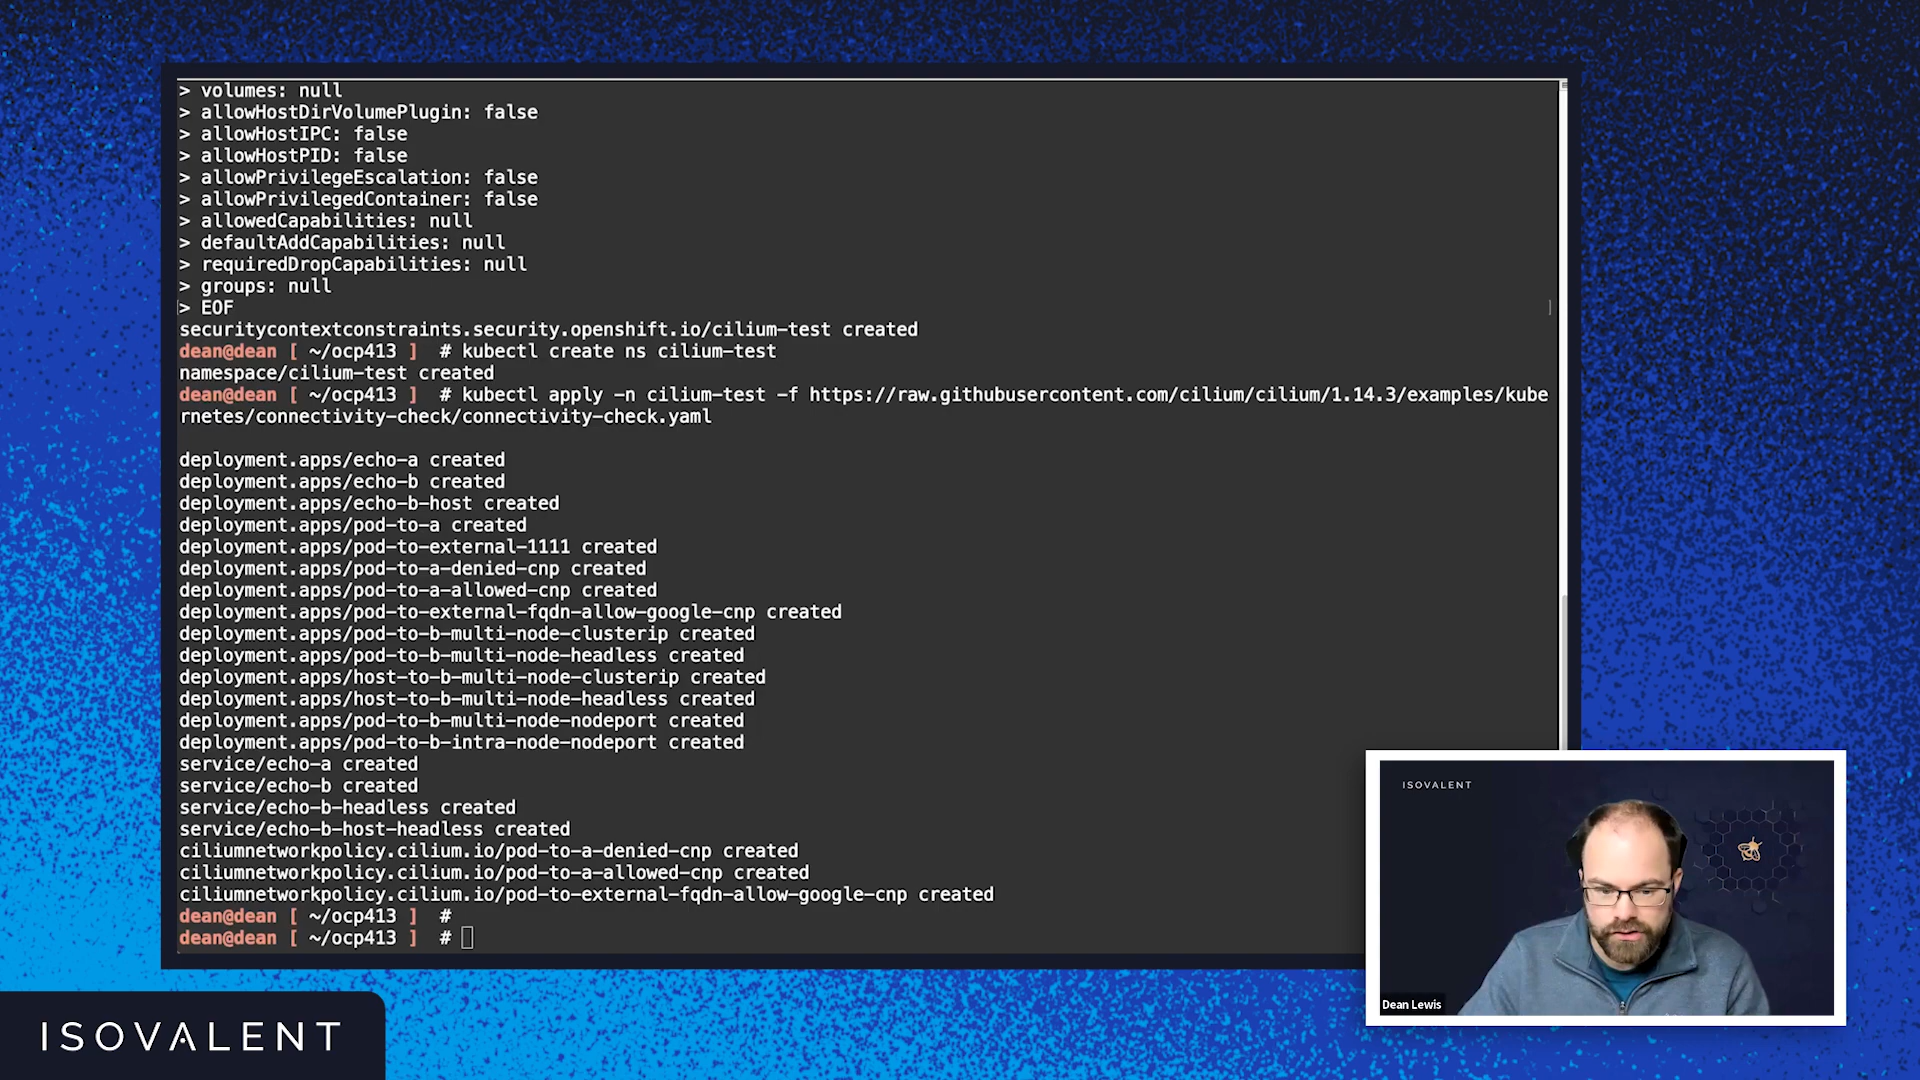 > volumes: null
> allowHostDirVolumePlugin: false
> allowHostIPC: false
> allowHostPID: false
> allowPrivilegeEscalation: false
> allowPrivilegedContainer: false
> allowedCapabilities: null
> defaultAddCapabilities: null
> requiredDropCapabilities: null
> groups: null
> EOF
securitycontextconstraints.security.openshift.io/cilium-test created
dean@dean [ ~/ocp413 ]  # kubectl create ns cilium-test
namespace/cilium-test created
dean@dean [ ~/ocp413 ]  # kubectl apply -n cilium-test -f https://raw.githubusercontent.com/cilium/cilium/1.14.3/examples/kube
rnetes/connectivity-check/connectivity-check.yaml
deployment.apps/echo-a created
deployment.apps/echo-b created
deployment.apps/echo-b-host created
deployment.apps/pod-to-a created
deployment.apps/pod-to-external-1111 created
deployment.apps/pod-to-a-denied-cnp created
deployment.apps/pod-to-a-allowed-cnp created
deployment.apps/pod-to-external-fqdn-allow-google-cnp created
deployment.apps/pod-to-b-multi-node-clusterip created
deployment.apps/pod-to-b-multi-node-headless created
deployment.apps/host-to-b-multi-node-clusterip created
deployment.apps/host-to-b-multi-node-headless created
deployment.apps/pod-to-b-multi-node-nodeport created
deployment.apps/pod-to-b-intra-node-nodeport created
service/echo-a created
service/echo-b created
service/echo-b-headless created
service/echo-b-host-headless created
ciliumnetworkpolicy.cilium.io/pod-to-a-denied-cnp created
ciliumnetworkpolicy.cilium.io/pod-to-a-allowed-cnp created
ciliumnetworkpolicy.cilium.io/pod-to-external-fqdn-allow-google-cnp created
dean@dean [ ~/ocp413 ]  #
dean@dean [ ~/ocp413 ]  #
ISOVALENT
Dean Lewis
ISOVALENT